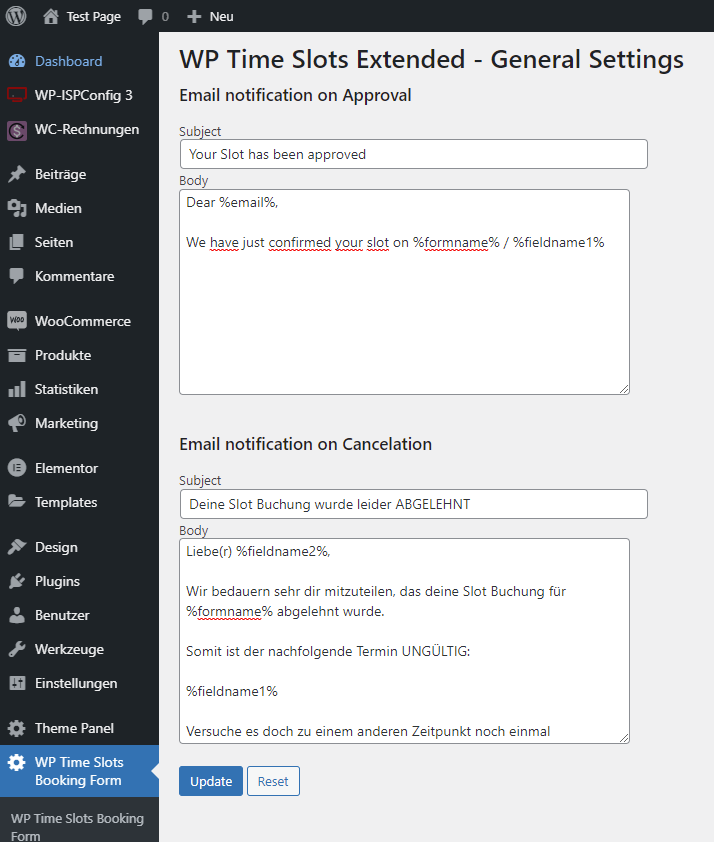 Test Page 0 Neu
Dashboard
WP-ISPConfig 3
WC-Rechnungen
Beiträge
Medien
Seiten
Kommentare
WooCommerce
Produkte
Statistiken
Marketing
Elementor
Templates
Design
Plugins
Benutzer
Werkzeuge
Einstellungen
Theme Panel
WP Time Slots
Booking Form
WP Time Slots Booking
Form
WP Time Slots Extended - General Settings
Email notification on Approval
Subject
Your Slot has been approved
Body
Dear %email%,
We have just confirmed your slot on %formname% / %fieldname1%
Email notification on Cancelation
Subject
Deine Slot Buchung wurde leider ABGELEHNT
Body
Liebe(r) %fieldname2%,
Wir bedauern sehr dir mitzuteilen, das deine Slot Buchung für
%formname% abgelehnt wurde.
Somit ist der nachfolgende Termin UNGÜLTIG:
%fieldname1%
Versuche es doch zu einem anderen Zeitpunkt noch einmal
Update Reset